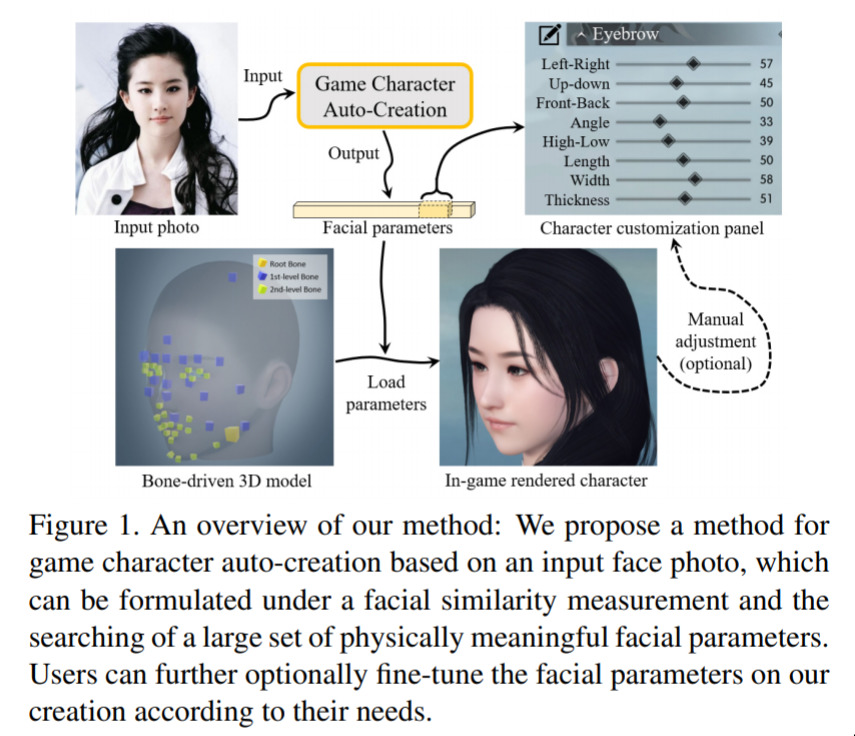 Input
Game Character
Auto-Creation
Output
Input photo
Facial parameters
Eyebrow
Left-Right 57
Up-down 45
Front-Back 50
Angle 33
High-Low 39
Length 50
Width 58
Thickness 51
Character customization panel
Root Bone
1st-level Bone
2nd-level Bone
Load
parameters
Manual
adjustment
(optional)
Bone-driven 3D model
In-game rendered character
Figure 1. An overview of our method: We propose a method for
game character auto-creation based on an input face photo, which
can be formulated under a facial similarity measurement and the
searching of a large set of physically meaningful facial parameters.
Users can further optionally fine-tune the facial parameters on our
creation according to their needs.